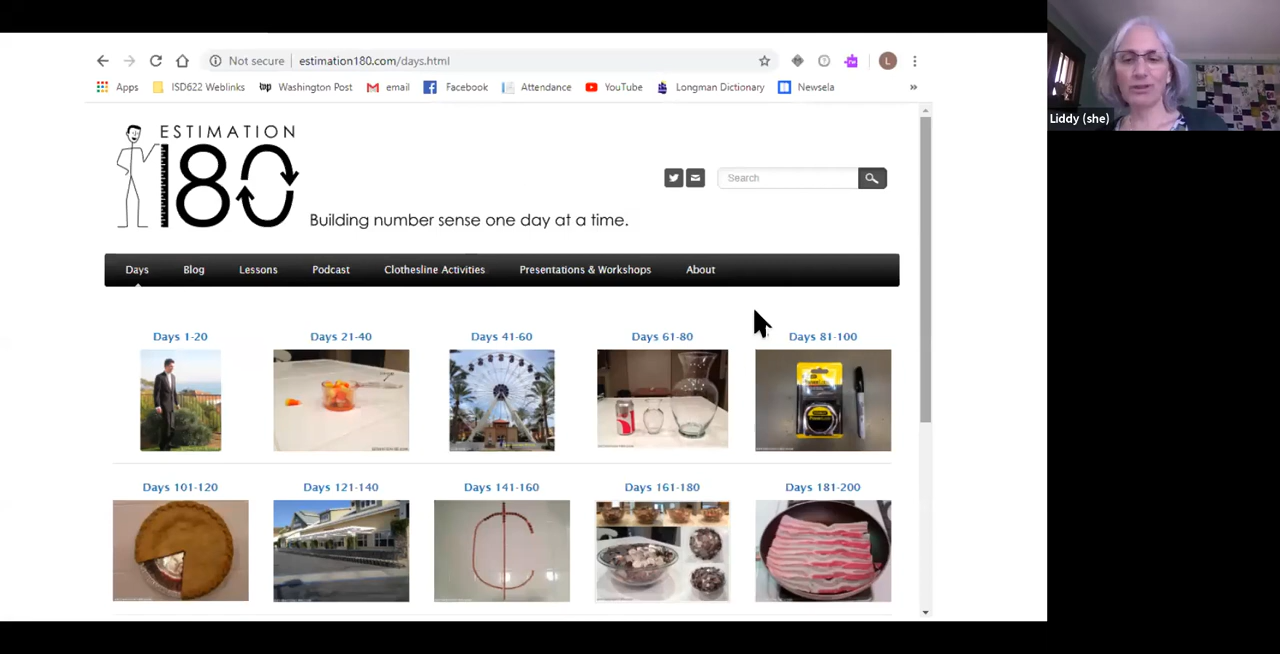 Not secure | estimation180.com/days.html
L
Apps ISD622 Weblinks wp Washington Post email Facebook Attendance YouTube Longman Dictionary Newsela »
Liddy (she)
ESTIMATION
180
Search
Building number sense one day at a time.
Days Blog Lessons Podcast Clothesline Activities Presentations & Workshops About
Days 1-20 Days 21-40 Days 41-60 Days 61-80 Days 81-100
Days 101-120 Days 121-140 Days 141-160 Days 161-180 Days 181-200